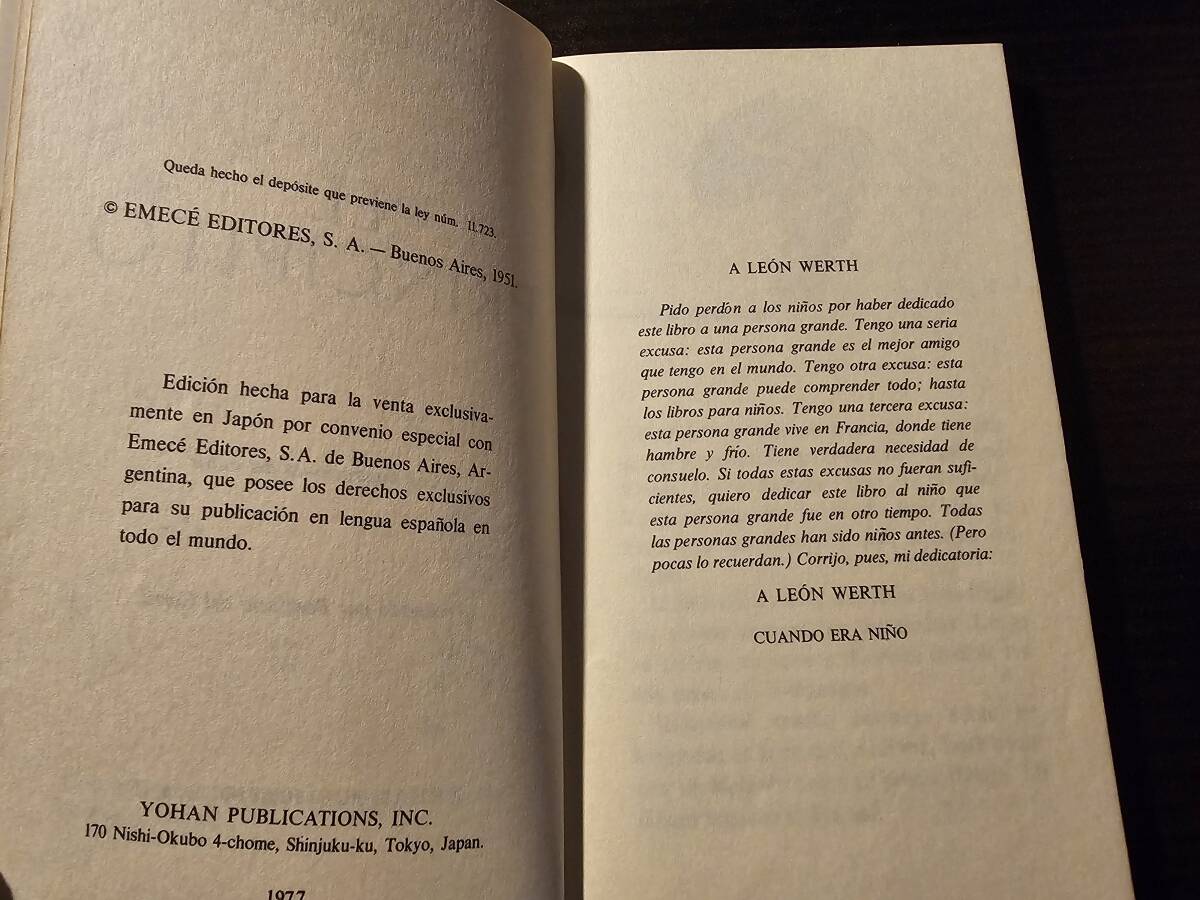 Queda hecho el depósite que previene la ley núm. 11.723.
© EMECÉ EDITORES, S. A. — Buenos Aires, 1951.
Edición hecha para la venta exclusiva-
mente en Japón por convenio especial con
Emecé Editores, S.A. de Buenos Aires, Ar-
gentina, que posee los derechos exclusivos
para su publicación en lengua española en
todo el mundo.
YOHAN PUBLICATIONS, INC.
170 Nishi-Okubo 4-chome, Shinjuku-ku, Tokyo, Japan.
1977
A LEÓN WERTH
Pido perdón a los niños por haber dedicado
este libro a una persona grande. Tengo una seria
excusa: esta persona grande es el mejor amigo
que tengo en el mundo. Tengo otra excusa: esta
persona grande puede comprender todo; hasta
los libros para niños. Tengo una tercera excusa:
esta persona grande vive en Francia, donde tiene
hambre y frío. Tiene verdadera necesidad de
consuelo. Si todas estas excusas no fueran sufi-
cientes, quiero dedicar este libro al niño que
esta persona grande fue en otro tiempo. Todas
las personas grandes han sido niños antes. (Pero
pocas lo recuerdan.) Corrijo, pues, mi dedicatoria:
A LEÓN WERTH
CUANDO ERA NIÑO